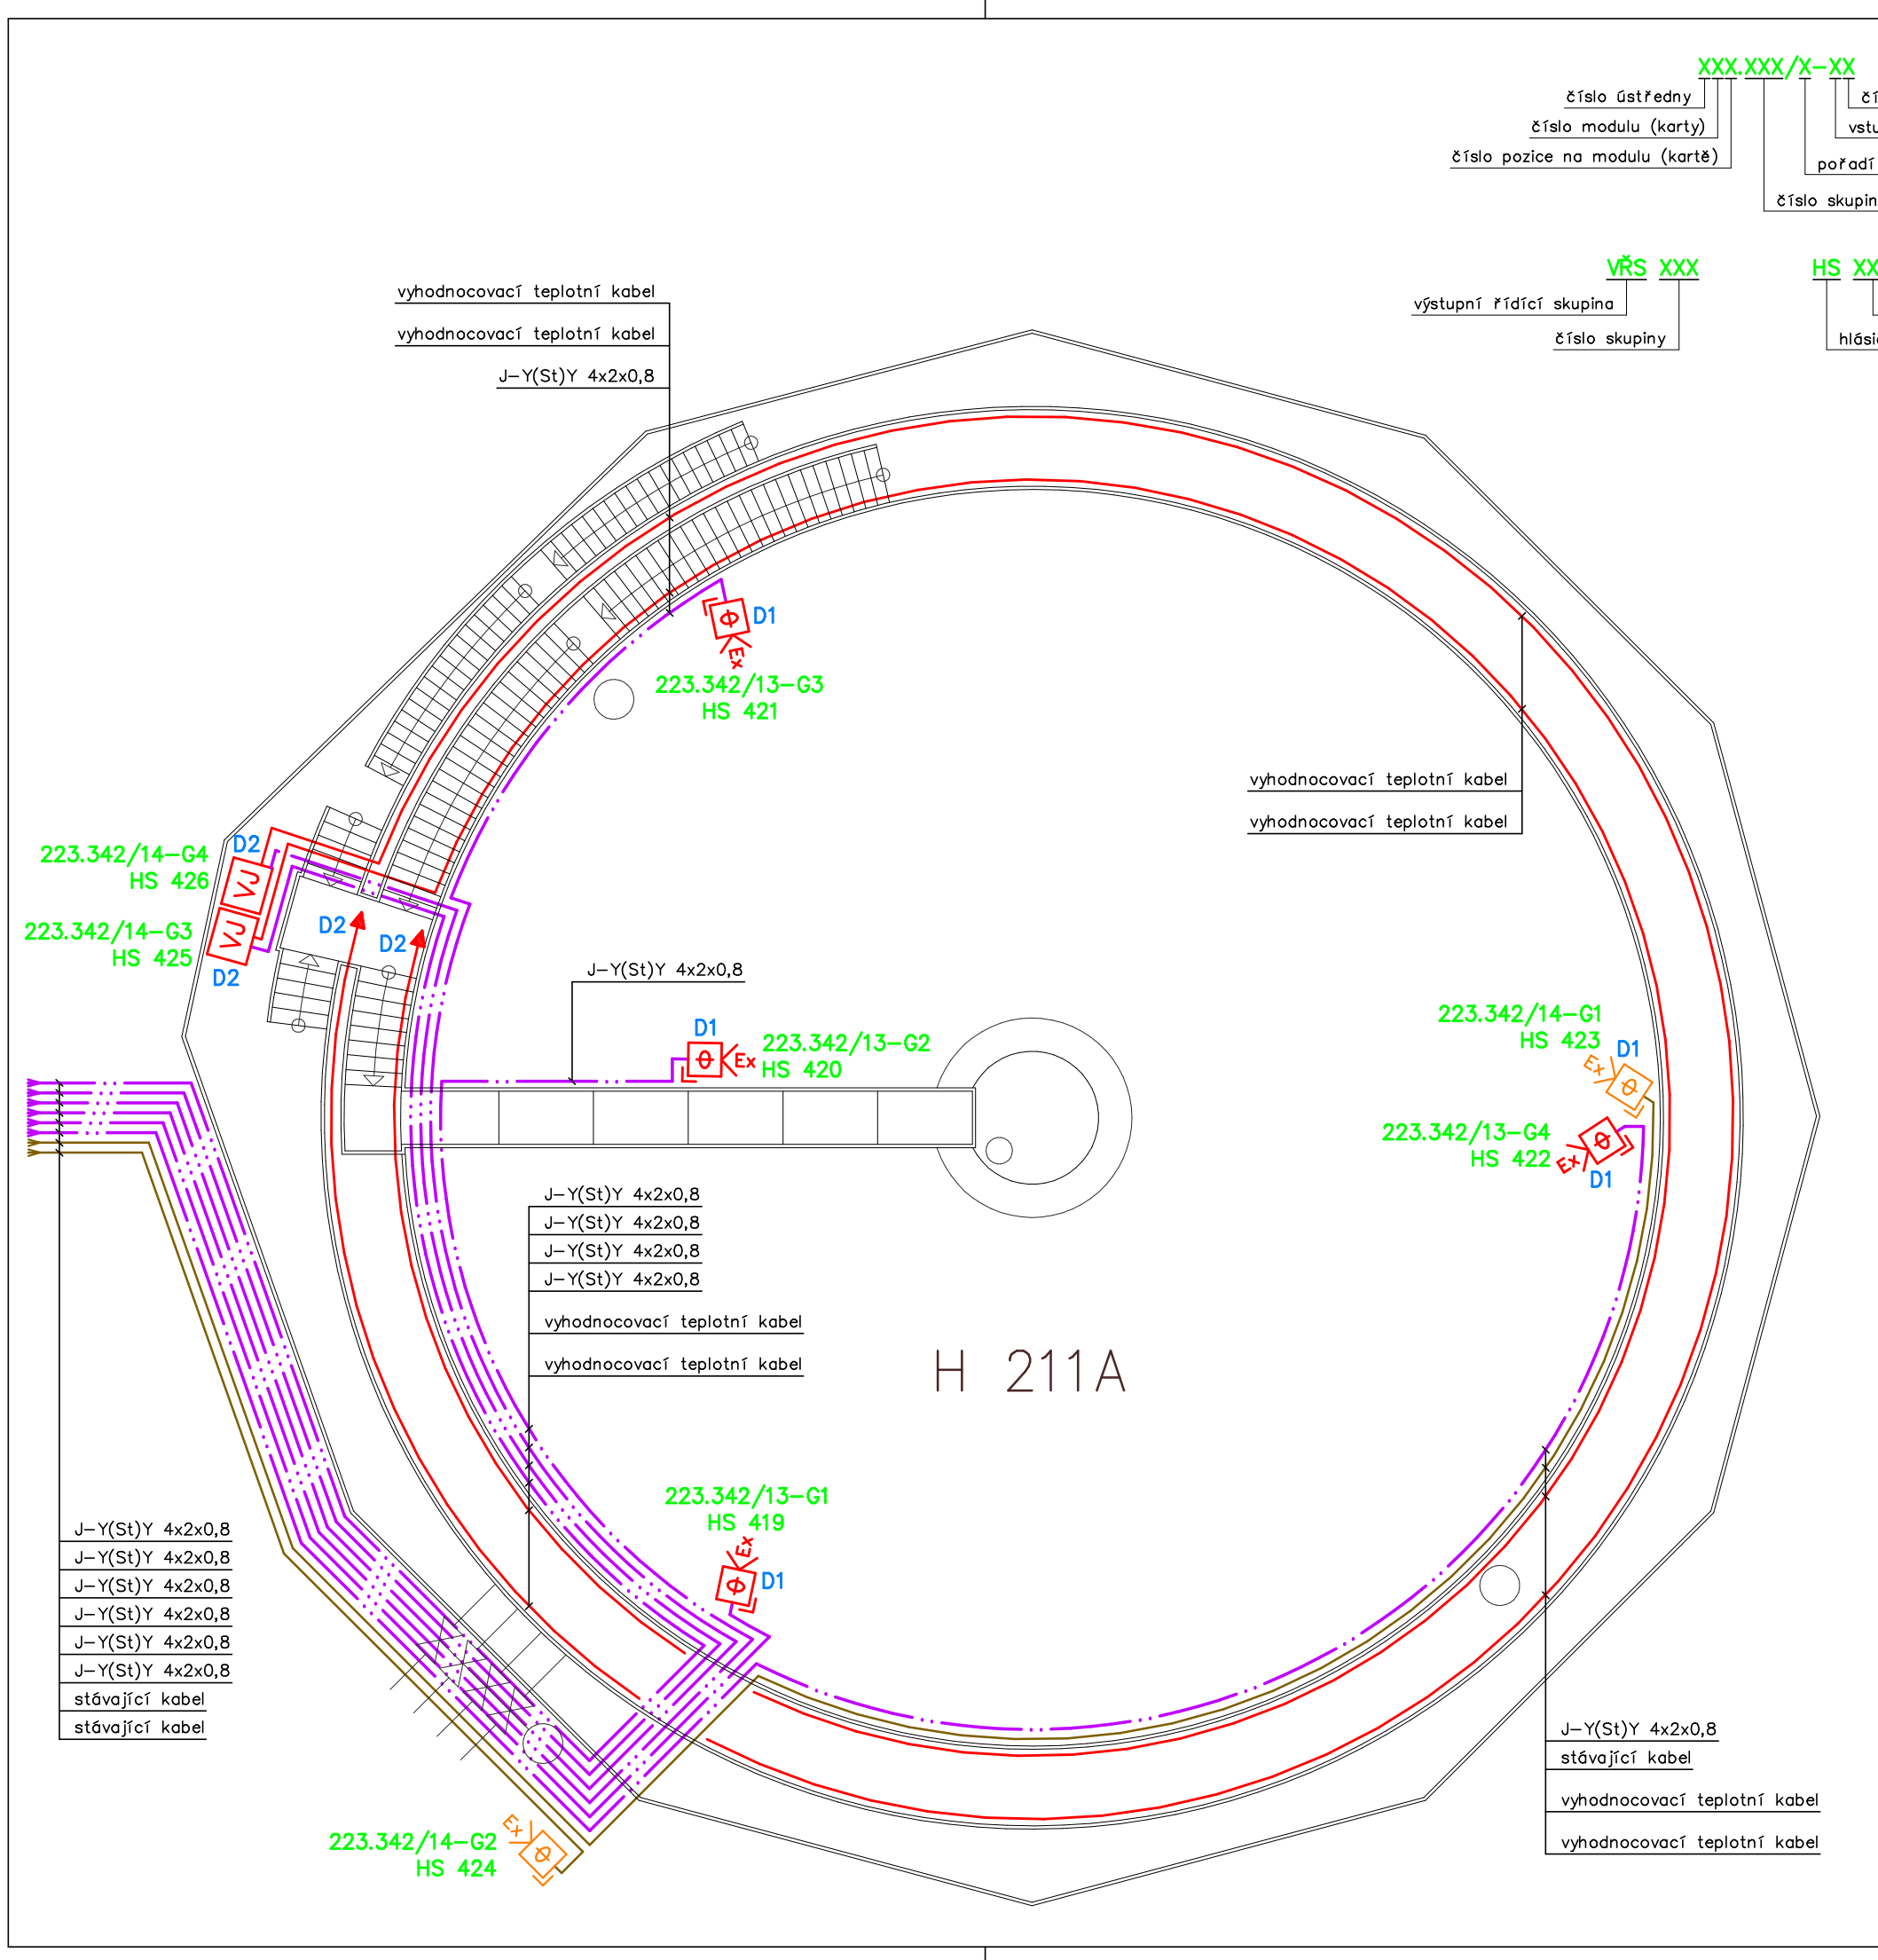 XXX.XXX/X-XX
číslo ústředny
číslo modulu (karty)
číslo pozice na modulu (kartě)
pořadí
VŘS XXX
HS
výstupní řídící skupina
číslo skupiny
vyhodnocovací teplotní kabel
vyhodnocovací teplotní kabel
J-Y(St)Y 4x2x0,8
D1
Ex
223.342/13-G3
HS 421
vyhodnocovací teplotní kabel
vyhodnocovací teplotní kabel
223.342/14-G4
HS 426
D2
VJ
223.342/14-G3
HS 425
VJ
D2
D2
D2
J-Y(St)Y 4x2x0,8
D1
Ex
223.342/13-G2
HS 420
223.342/14-G1
HS 423
D1
Ex
223.342/13-G4
HS 422
Ex
D1
J-Y(St)Y 4x2x0,8
J-Y(St)Y 4x2x0,8
J-Y(St)Y 4x2x0,8
J-Y(St)Y 4x2x0,8
vyhodnocovací teplotní kabel
vyhodnocovací teplotní kabel
H 211A
223.342/13-G1
HS 419
Ex
D1
J-Y(St)Y 4x2x0,8
J-Y(St)Y 4x2x0,8
J-Y(St)Y 4x2x0,8
J-Y(St)Y 4x2x0,8
J-Y(St)Y 4x2x0,8
J-Y(St)Y 4x2x0,8
stávající kabel
stávající kabel
J-Y(St)Y 4x2x0,8
stávající kabel
vyhodnocovací teplotní kabel
vyhodnocovací teplotní kabel
Ex
223.342/14-G2
HS 424